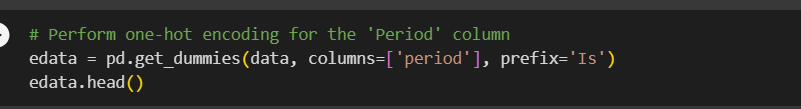 # Perform one-hot encoding for the 'Period' column
edata = pd.get_dummies(data, columns=['period'], prefix='Is')
edata.head()